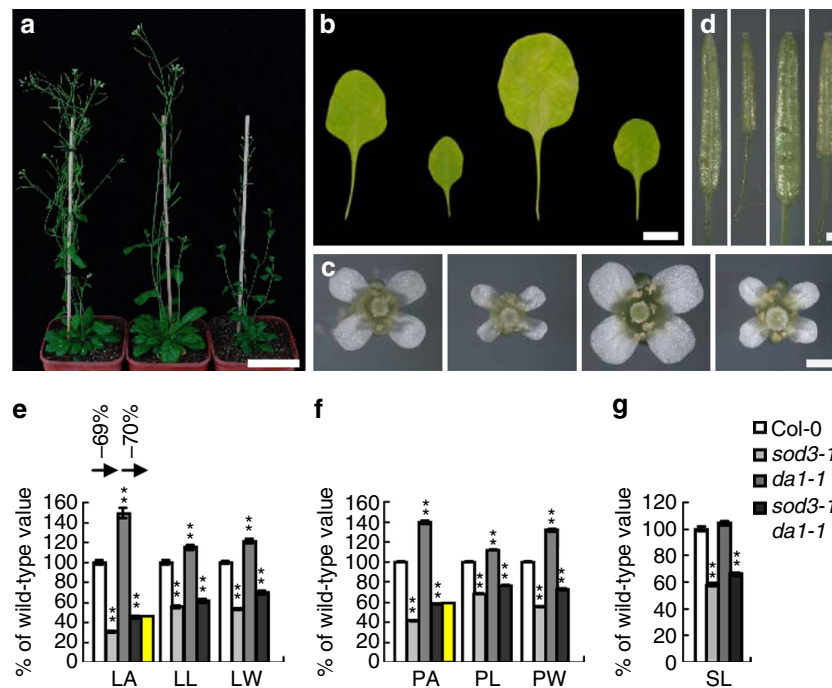 a
b
c
d
e
–69%
–70%
% of wild-type value
160
140
120
100
80
60
40
20
0
**
**
**
**
**
**
**
**
**
LA
LL
LW
f
% of wild-type value
160
140
120
100
80
60
40
20
0
**
**
**
**
**
**
**
**
**
PA
PL
PW
g
% of wild-type value
120
100
80
60
40
20
0
**
**
SL
Col-0
sod3-1
da1-1
sod3-1
da1-1